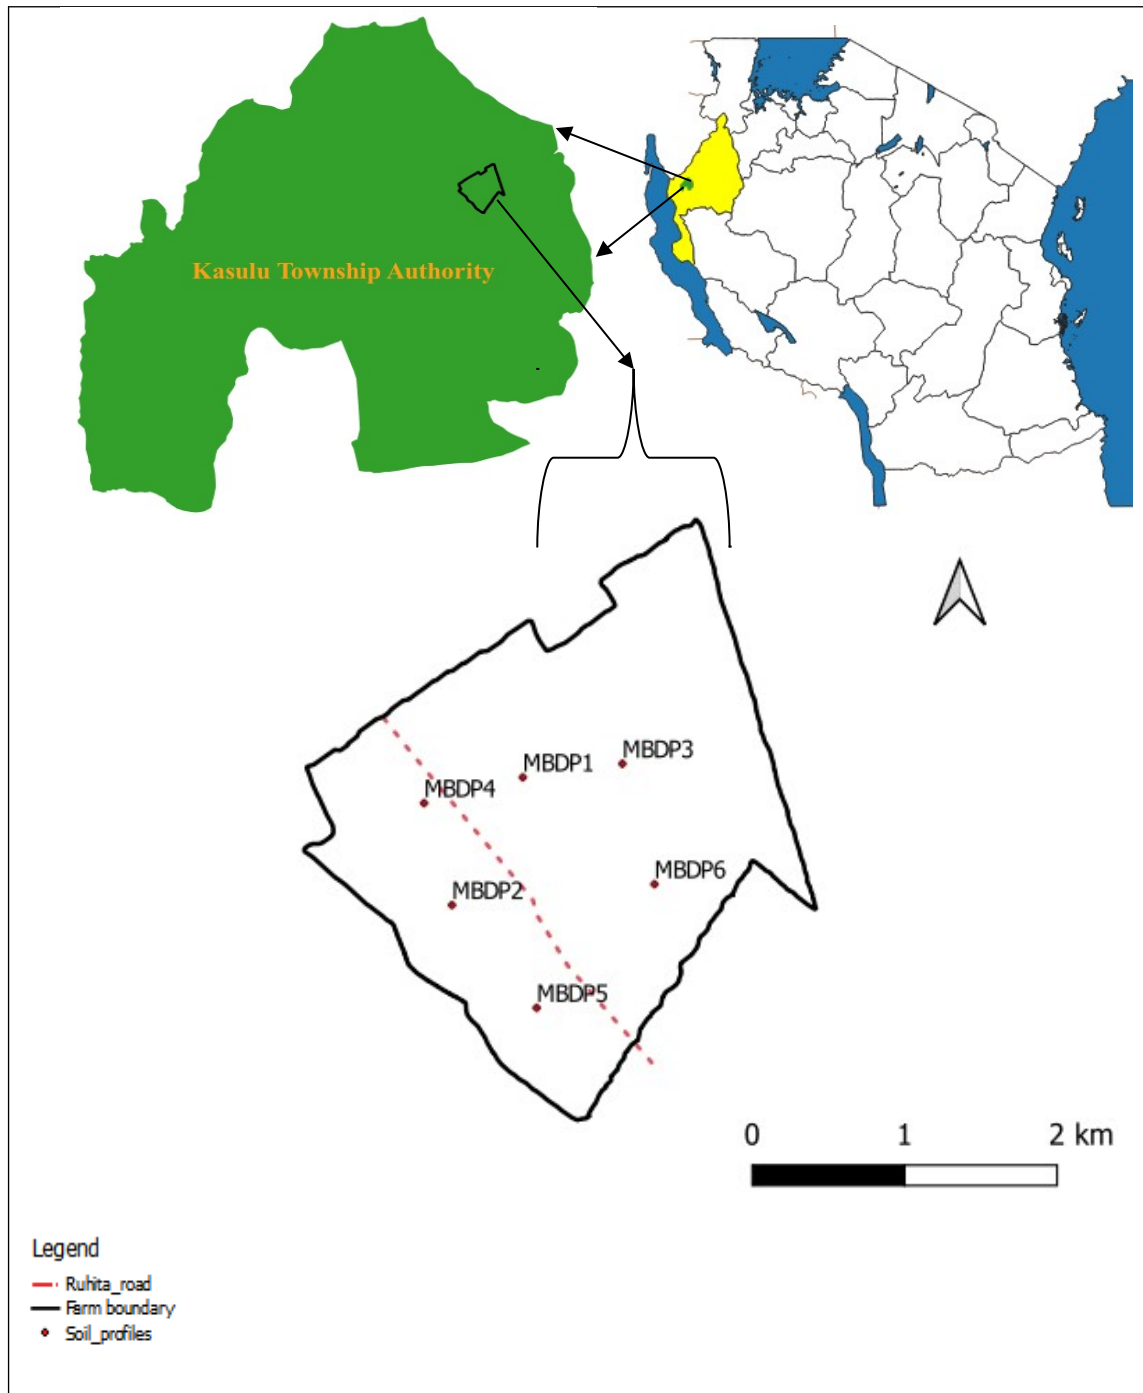 Kasulu Township Authority
MBDP3
MBDP1
MBDP4
MBDP6
MBDP2
MBDP5
0 1 2 km
Legend
Ruhita_road
Farm boundary
Soil_profiles